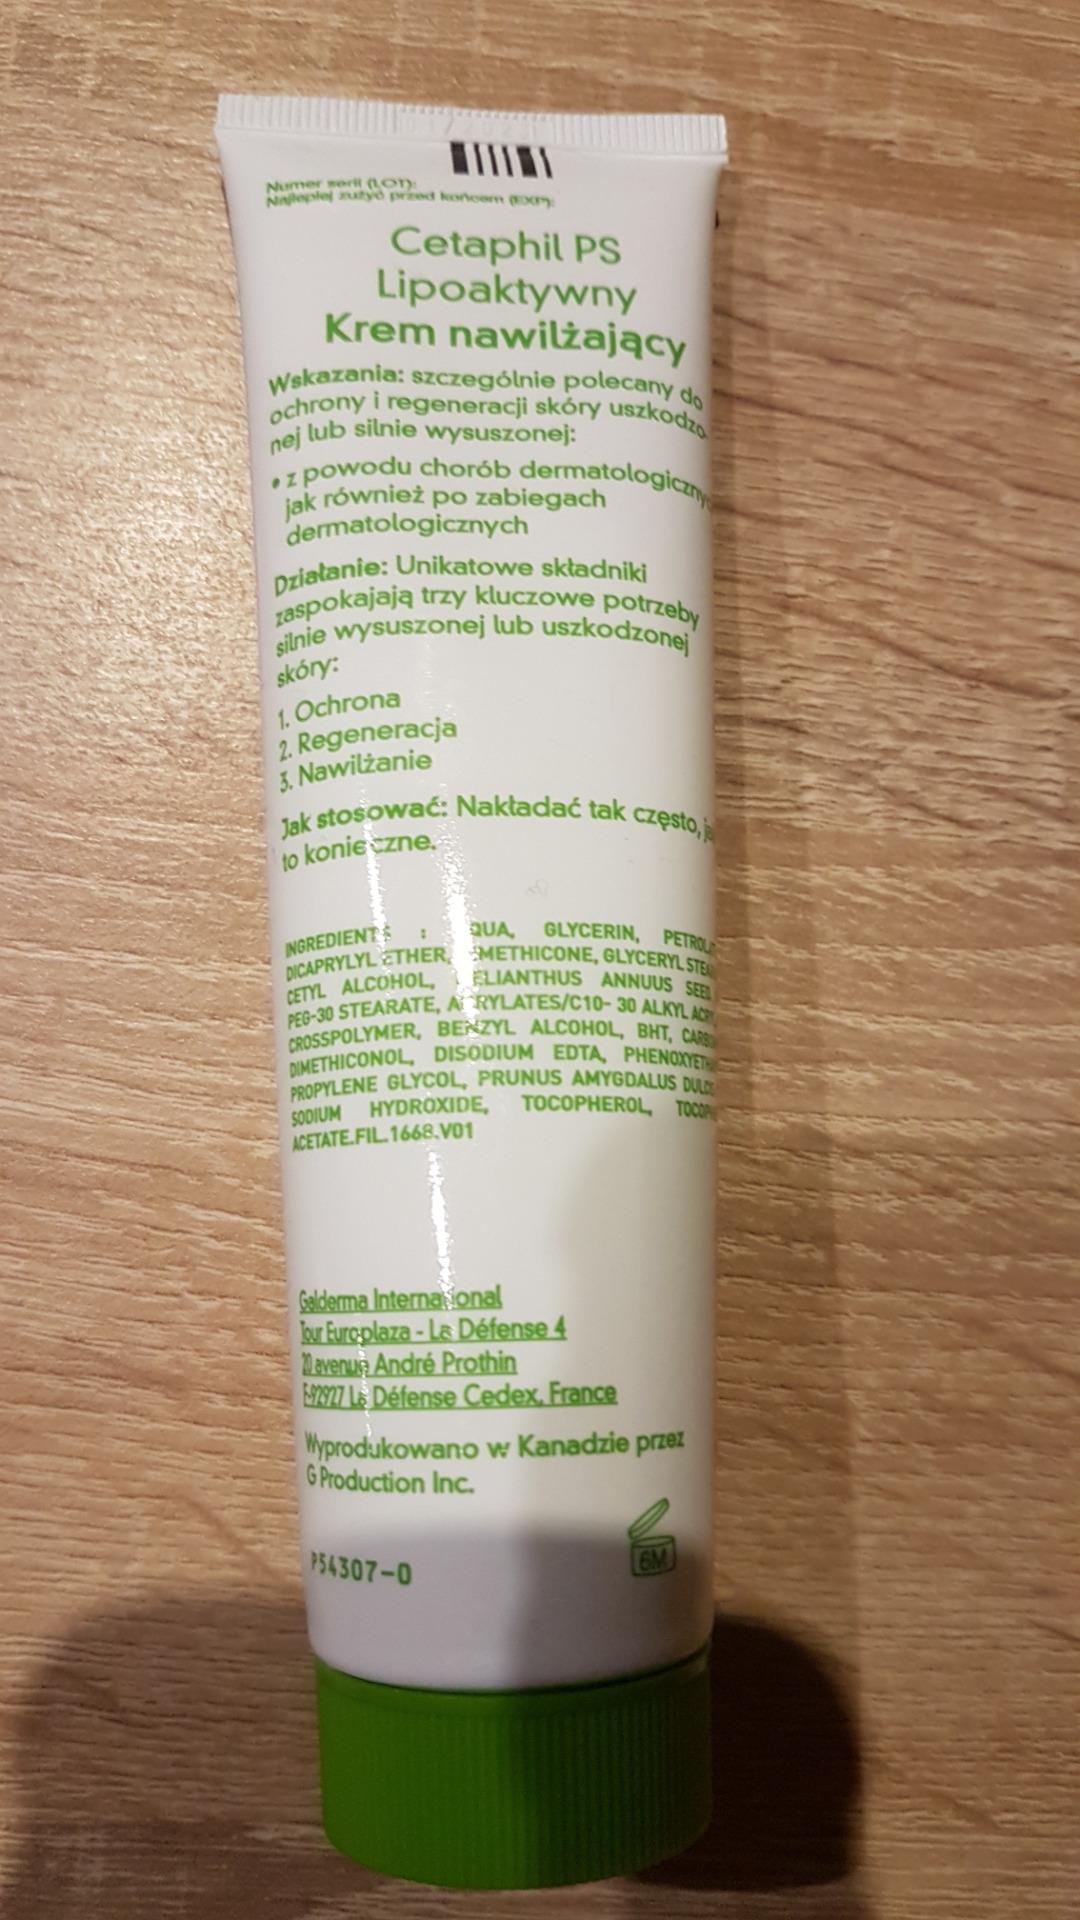 Numer serii (LOT):
Najlepiej zużyć przed końcem (EXP):
Cetaphil PS
Lipoaktywny
Krem nawilżający
Wskazania: szczególnie polecany do
ochrony i regeneracji skóry uszkodzo-
nej lub silnie wysuszonej:
• z powodu chorób
jak również po zabiegach
dermatologicznych
Działanie: Unikatowe składniki
zaspokajają trzy kluczowe potrzeby
silnie wysuszonej lub uszkodzonej
skóry:
1. Ochrona
2. Regeneracja
3. Nawilżanie
Jak stosować: Nakładać tak często,
to konieczne.
INGREDIENTS : GLYCERIN,
DICAPRYLYL ETHER, GLYCERYL
CETYL ALCOHOL, ANNUUS SEED
PEG-30 STEARATE, ACRYLATES/C10- 30 ALKYL
CROSSPOLYMER, BENZYL ALCOHOL, BHT,
DIMETHICONOL, DISODIUM EDTA,
PROPYLENE GLYCOL, PRUNUS AMYGDALUS
SODIUM HYDROXIDE, TOCOPHEROL,
ACETATE.FIL.1668.V01
Galderma International
Tour Europlaza - La Défense 4
20 avenue André Prothin
F-92927 La Défense Cedex, France
Wyprodukowano w Kanadzie przez
G Production Inc.
P54307-0
6M